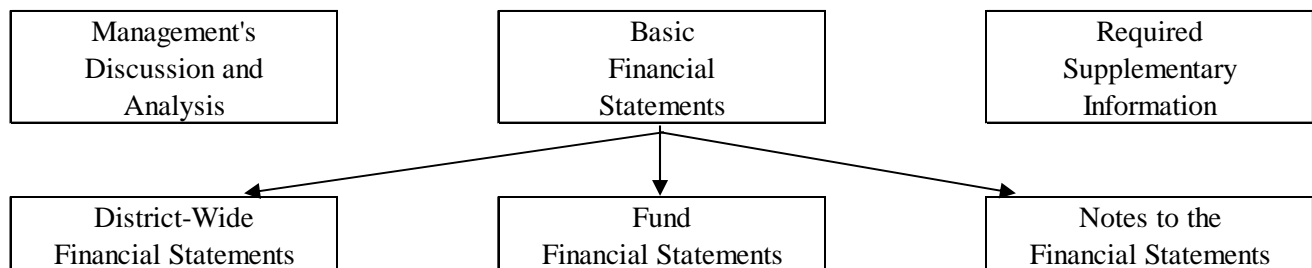 Management's
Discussion and
Analysis
Basic
Financial
Statements
Required
Supplementary
Information
District-Wide
Financial Statements
Fund
Financial Statements
Notes to the
Financial Statements